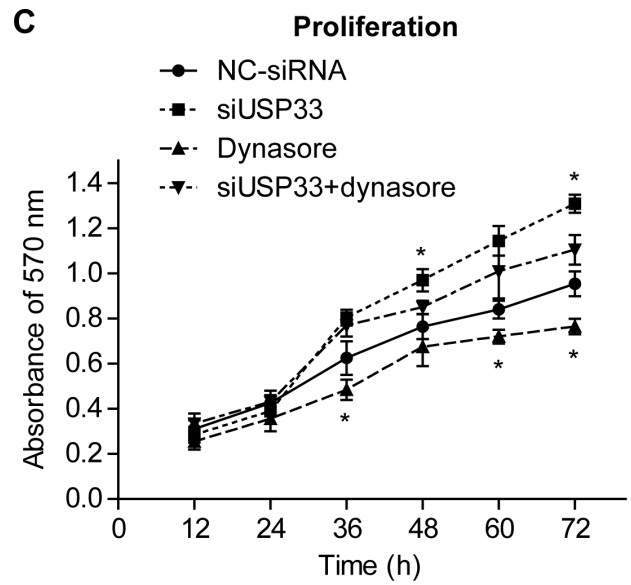 C
Proliferation
NC-siRNA
siUSP33
Dynasore
siUSP33+dynasore
Absorbance of 570 nm
1.4
1.2
1.0
0.8
0.6
0.4
0.2
0.0
*
*
*
*
*
0 12 24 36 48 60 72
Time (h)